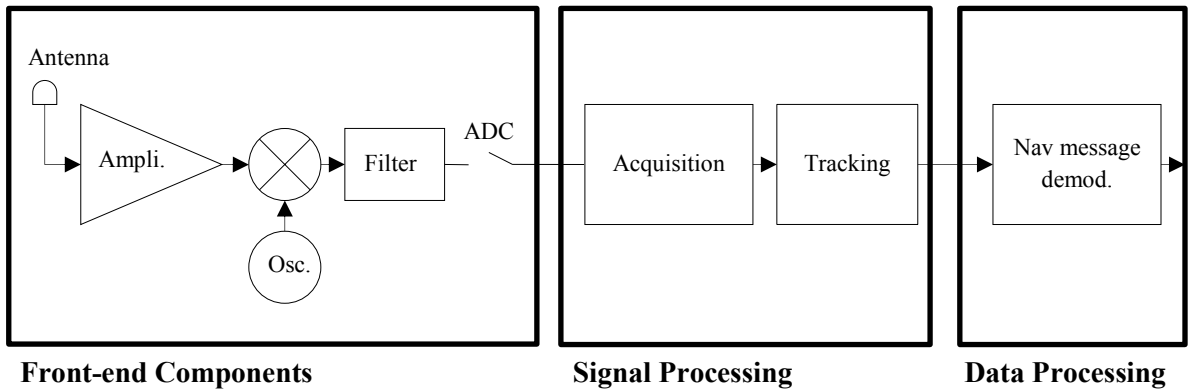 Antenna
Ampli.
Osc.
Filter
ADC
Acquisition
Tracking
Nav message
demod.
Front-end Components
Signal Processing
Data Processing